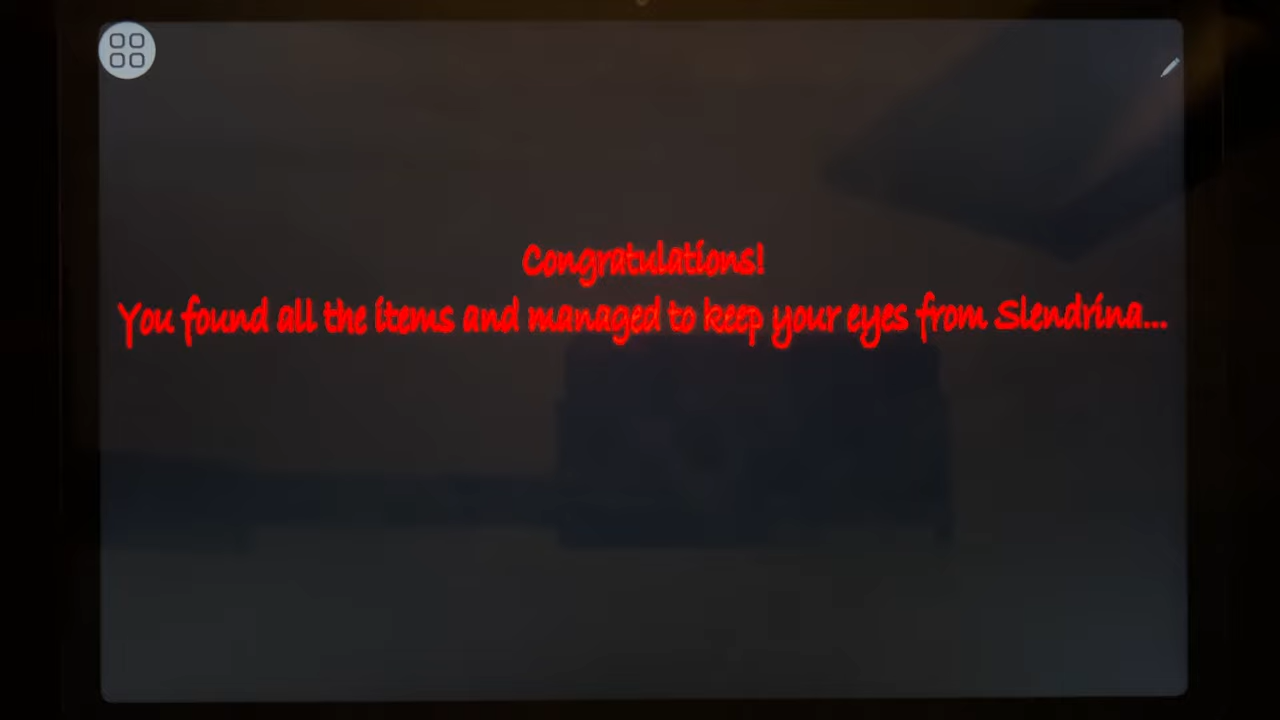 Congratulations!
You found all the items and managed to keep your eyes from Slendrina...